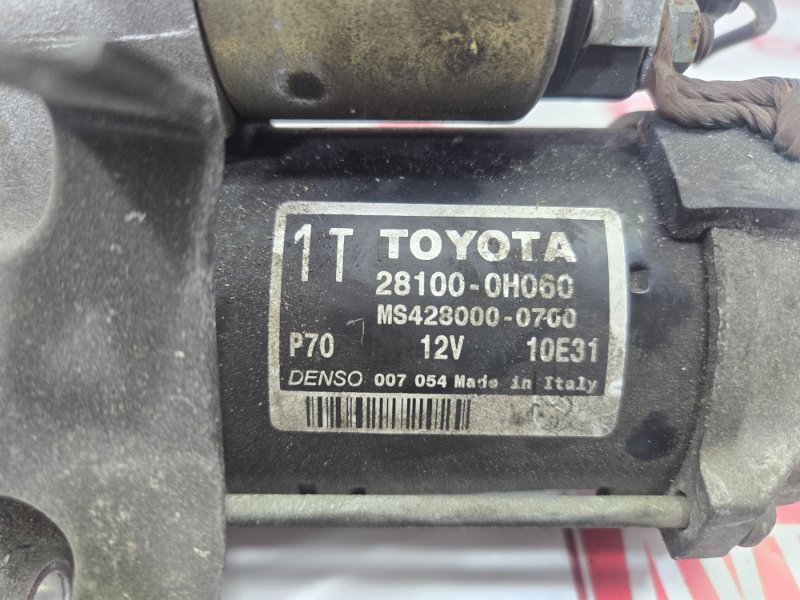 1T TOYOTA
28100-0H060
MS428000-0700
P70 12V 10E31
DENSO 007 054 Made in Italy